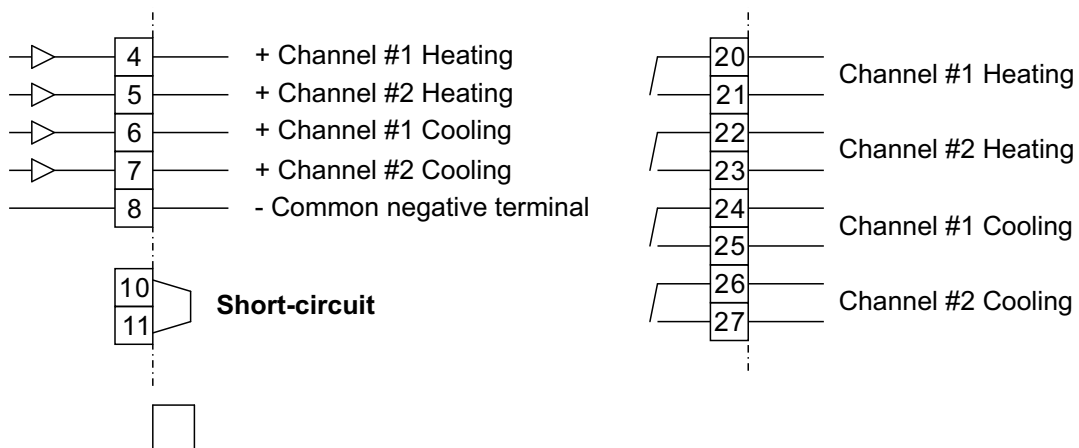 4 + Channel #1 Heating
5 + Channel #2 Heating
6 + Channel #1 Cooling
7 + Channel #2 Cooling
8 - Common negative terminal
10
Short-circuit
11
20
Channel #1 Heating
21
22
Channel #2 Heating
23
24
Channel #1 Cooling
25
26
Channel #2 Cooling
27